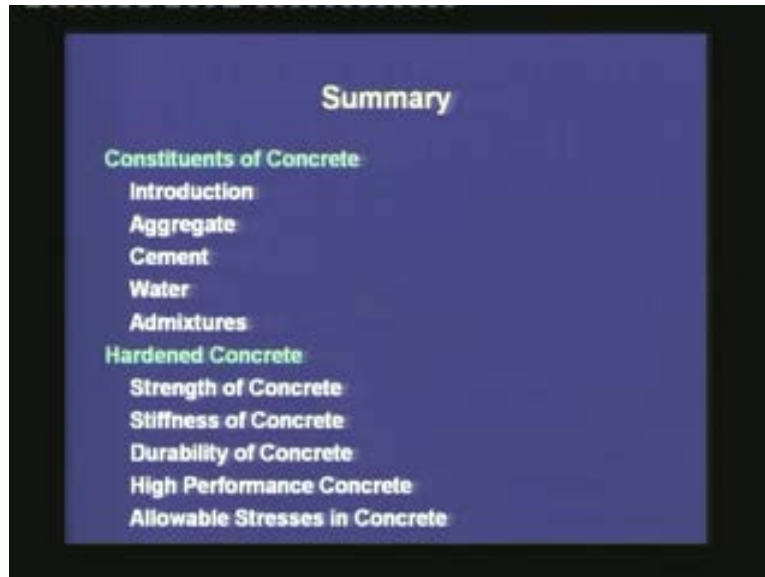 Summary
Constituents of Concrete
Introduction
Aggregate
Cement
Water
Admixtures
Hardened Concrete
Strength of Concrete
Stiffness of Concrete
Durability of Concrete
High Performance Concrete
Allowable Stresses in Concrete